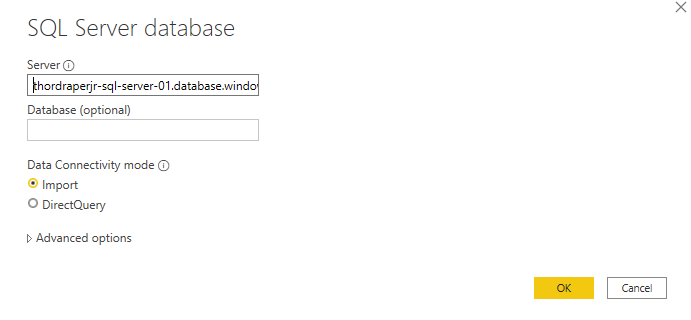 SQL Server database
Server
thordraperjr-sql-server-01.database.window
Database (optional)
Data Connectivity mode
Import
DirectQuery
Advanced options
OK Cancel